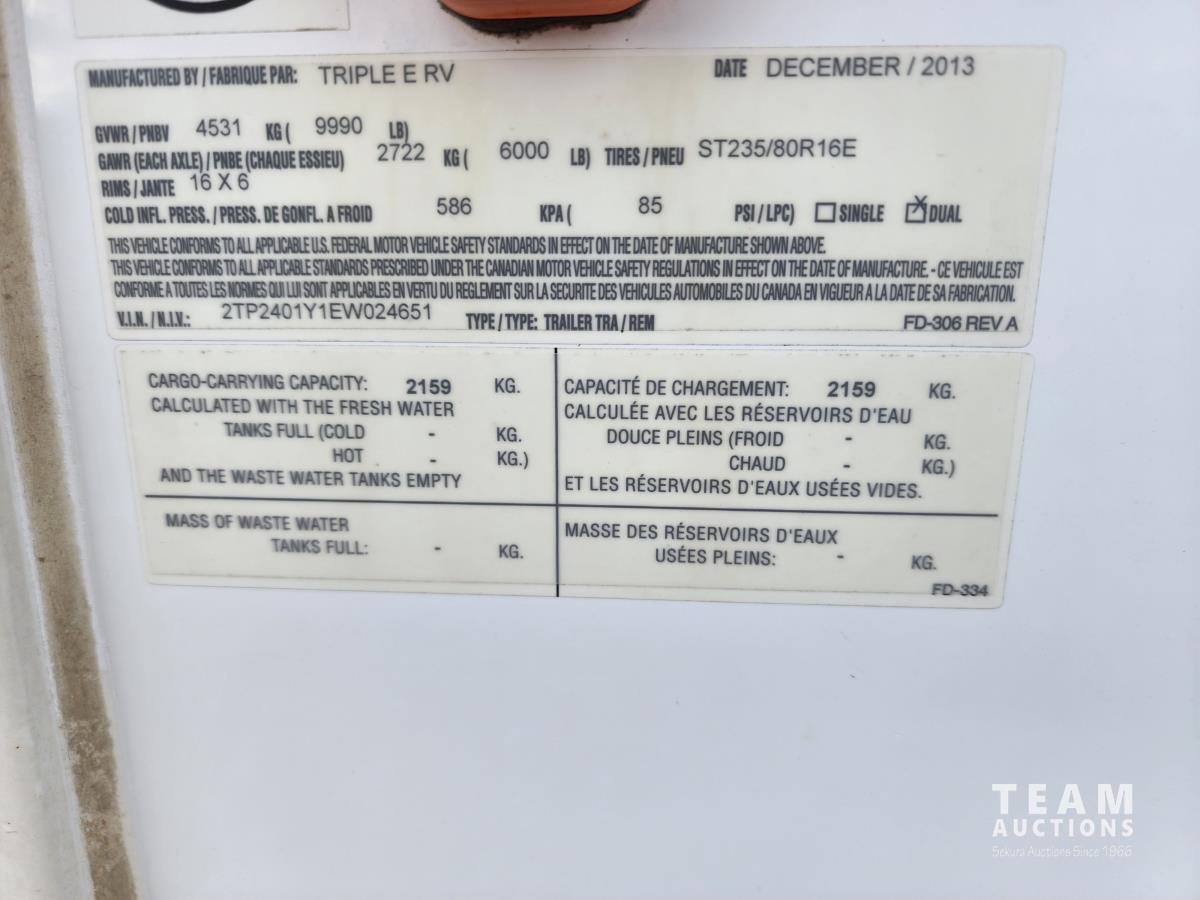 MANUFACTURED BY / FABRIQUE PAR: TRIPLE E RV DATE DECEMBER / 2013
GVWR / PNBV 4531 KG ( 9990 LB)
GAWR (EACH AXLE) / PNBE (CHAQUE ESSIEU) 2722 KG ( 6000 LB) TIRES / PNEU ST235/80R16E
RIMS / JANTE 16 X 6
COLD INFL. PRESS. / PRESS. DE GONFL. A FROID 586 KPA ( 85 PSI / LPC) ☐ SINGLE ☒ DUAL
THIS VEHICLE CONFORMS TO ALL APPLICABLE U.S. FEDERAL MOTOR VEHICLE SAFETY STANDARDS IN EFFECT ON THE DATE OF MANUFACTURE SHOWN ABOVE.
THIS VEHICLE CONFORMS TO ALL APPLICABLE STANDARDS PRESCRIBED UNDER THE CANADIAN MOTOR VEHICLE SAFETY REGULATIONS IN EFFECT ON THE DATE OF MANUFACTURE. - CE VEHICULE EST
CONFORME A TOUTES LES NORMES QUI LUI SONT APPLICABLES EN VERTU DU REGLEMENT SUR LA SECURITE DES VEHICULES AUTOMOBILES DU CANADA EN VIGUEUR A LA DATE DE SA FABRICATION.
V.I.N. / N.I.V.: 2TP2401Y1EW024651 TYPE / TYPE: TRAILER TRA / REM FD-306 REV A
CARGO-CARRYING CAPACITY: 2159 KG.
CALCULATED WITH THE FRESH WATER
TANKS FULL (COLD - KG.
HOT - KG.)
AND THE WASTE WATER TANKS EMPTY
MASS OF WASTE WATER
TANKS FULL: - KG.
CAPACITÉ DE CHARGEMENT: 2159 KG.
CALCULÉE AVEC LES RÉSERVOIRS D'EAU
DOUCE PLEINS (FROID - KG.
CHAUD - KG.)
ET LES RÉSERVOIRS D'EAUX USÉES VIDES.
MASSE DES RÉSERVOIRS D'EAUX
USÉES PLEINS: - KG.
FD-334
TEAM
AUCTIONS
Sekura Auctions Since 1966